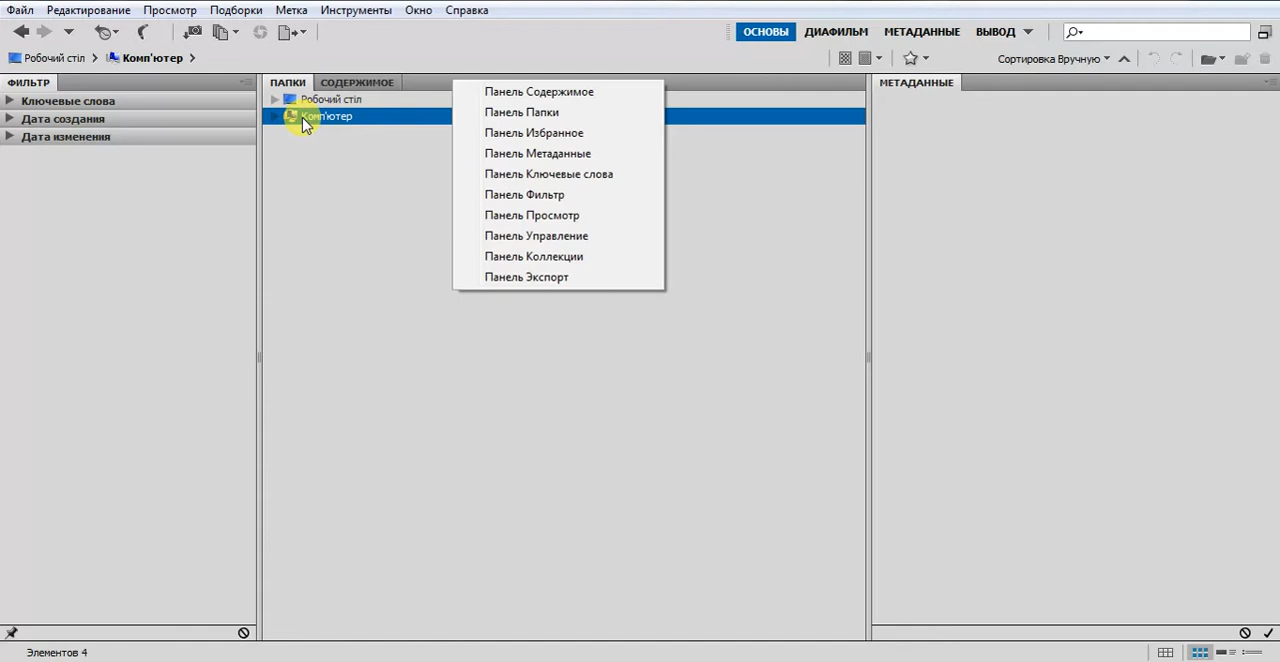 Файл Редактирование Просмотр Подборки Метка Инструменты Окно Справка
ОСНОВЫ ДИАФИЛЬМ МЕТАДАННЫЕ ВЫВОД
Робочий стіл Комп'ютер Сортировка Вручную
ФИЛЬТР ПАПКИ СОДЕРЖИМОЕ МЕТАДАННЫЕ
Ключевые слова
Дата создания
Дата изменения
Робочий стіл
Комп'ютер
Панель Содержимое
Панель Папки
Панель Избранное
Панель Метаданные
Панель Ключевые слова
Панель Фильтр
Панель Просмотр
Панель Управление
Панель Коллекции
Панель Экспорт
Элементов 4